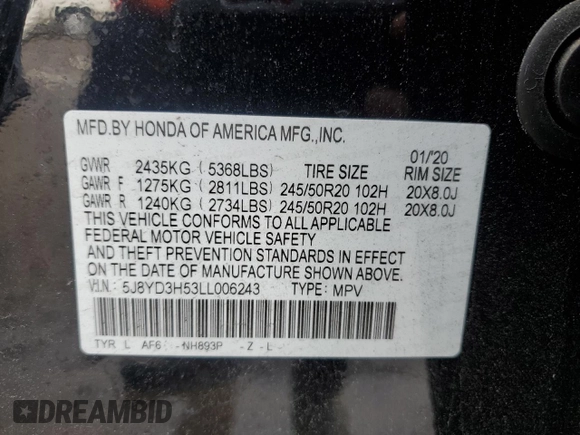 MFD.BY HONDA OF AMERICA MFG.,INC.
01/'20
GVWR 2435KG ( 5368LBS) TIRE SIZE RIM SIZE
GAWR F 1275KG ( 2811LBS) 245/50R20 102H 20X8.0J
GAWR R 1240KG ( 2734LBS) 245/50R20 102H 20X8.0J
THIS VEHICLE CONFORMS TO ALL APPLICABLE
FEDERAL MOTOR VEHICLE SAFETY
AND THEFT PREVENTION STANDARDS IN EFFECT
ON THE DATE OF MANUFACTURE SHOWN ABOVE.
V.I.N.: 5J8YD3H53LL006243 TYPE: MPV
TYR L AF6 -NH893P -Z -L-
DREAMBID